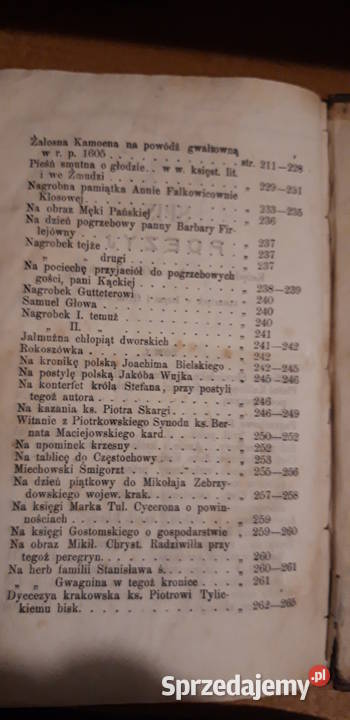 Żałosna Kamoena na powódź gwałtowną
w r. p. 1605 . . . . . . . . . . str. 211—228
Pieśń smutna o głodzie . . w w. księst. lit.
i we Żmudzi . . . . . . . . . . „ 229—231
Nagrobna pamiątka Annie Fałkowicownie
Kłosowej . . . . . . . . . .
Na obraz Męki Pańskiej . . . . . „ 233—235
Na dzień pogrzebowy panny Barbary Fir- „ 236
lejówny . . . . . . . . . .
Nagrobek tejże . . . . . . . . „ 237
„ „ drugi . . . . . . . „ 237
Na pociechę przyjaciół do pogrzebowych „ 237
gości, pani Kąckiej . . . . . . „ 238—239
Nagrobek Gutteterowi . . . . . . „ 240
Samuel Głowa . . . . . . . . . „ 240
Nagrobek I. temuż . . . . . . . „ 240
„ II. „ . . . . . . . „ 241
Jałmużna chłopiąt dworskich . . . . „ 241—242
Rokoszówka . . . . . . . . . . „ 242
Na kronikę polską Joachima Bielskiego . „ 242—245
Na postylę polską Jakóba Wujka . . . „ 245—246
Na konterfet króla Stefana, przy postyli
tegoż autora . . . . . . . . . „ 246
Na kazania ks. Piotra Skargi . . . . „ 246—249
Witanie z Piotrkowskiego Synodu ks. Ber-
nata Maciejowskiego kard . . . . . „ 250—252
Na upominek krzesny . . . . . . . „ 252
Na tablicę do Częstochowy . . . . . „ 253
Miechowski Śmigorzt . . . . . . . „ 255—256
Na dzień piątkowy do Mikołaja Zebrzy-
dowskiego wojew. krak. . . . . . . „ 257—258
Na księgi Marka Tul. Cycerona o powin-
nościach . . . . . . . . . . . „ 259
Na księgi Gostomskiego o gospodarstwie „ 259—260
Na obraz Mikił. Chryst. Radziwiłła przy
tegoż peregryn. . . . . . . . . . „ 260
Na herb familii Stanisława ś. . . . . „ 260—261
„ „ Gwagnina w tegoż kronice . . . „ 261
Dyecezya krakowska ks. Piotrowi Tylic-
kiemu bisk. . . . . . . . . . . „ 262—265
Sprzedajemy.pl